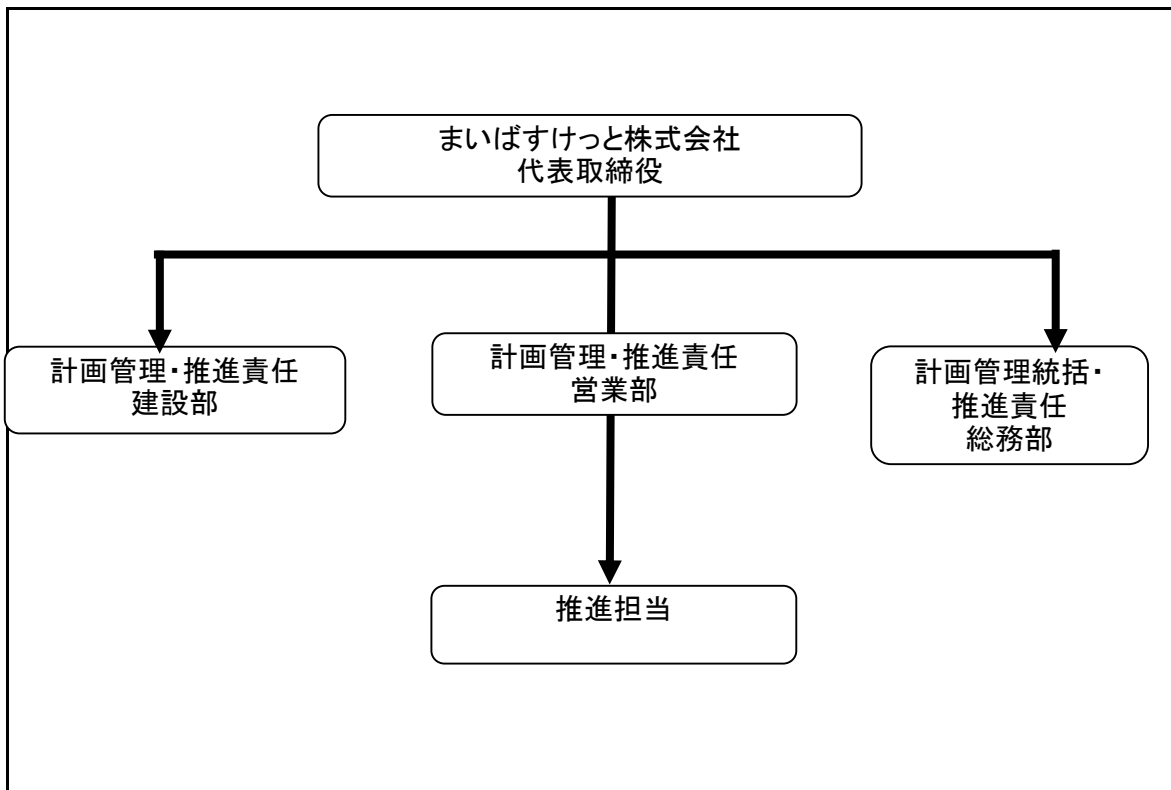 まいばすけっと株式会社
代表取締役
計画管理・推進責任
建設部
計画管理・推進責任
営業部
計画管理統括・
推進責任
総務部
推進担当